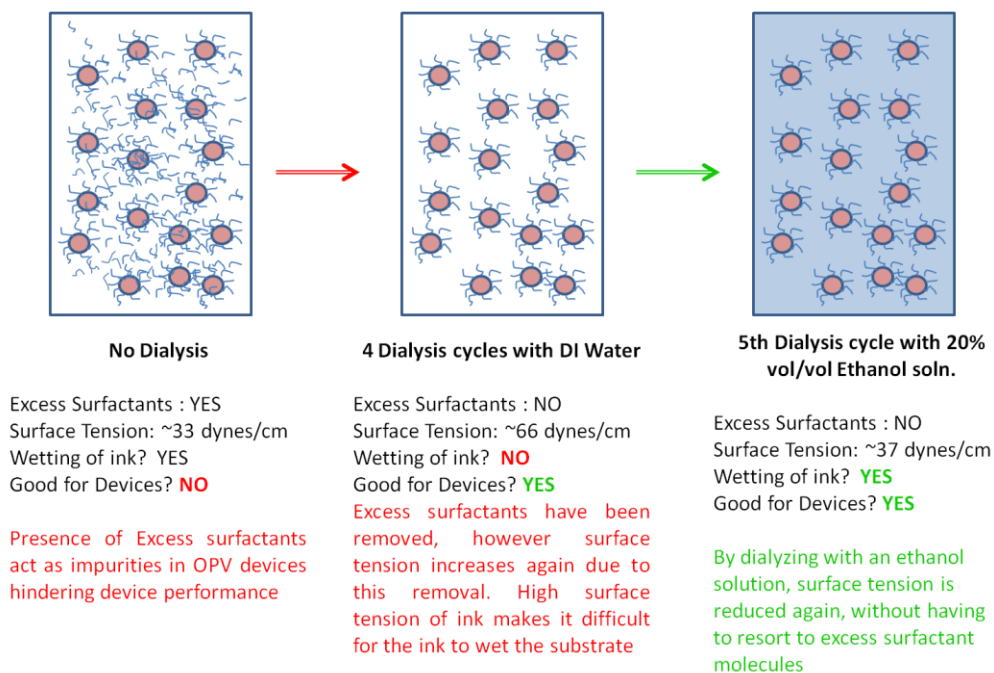 No Dialysis
Excess Surfactants : YES
Surface Tension: ~33 dynes/cm
Wetting of ink? YES
Good for Devices? NO
Presence of Excess surfactants
act as impurities in OPV devices
hindering device performance
4 Dialysis cycles with DI Water
Excess Surfactants : NO
Surface Tension: ~66 dynes/cm
Wetting of ink? NO
Good for Devices? YES
Excess surfactants have been
removed, however surface
tension increases again due to
this removal. High surface
tension of ink makes it difficult
for the ink to wet the substrate
5th Dialysis cycle with 20%
vol/vol Ethanol soln.
Excess Surfactants : NO
Surface Tension: ~37 dynes/cm
Wetting of ink? YES
Good for Devices? YES
By dialyzing with an ethanol
solution, surface tension is
reduced again, without having
to resort to excess surfactant
molecules